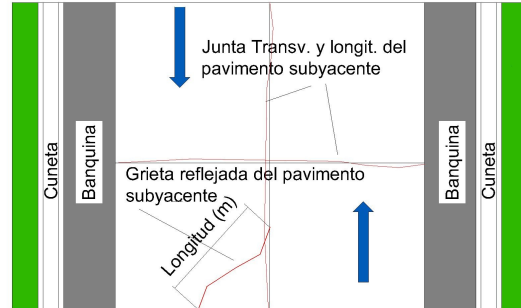 Junta Transv. y longit. del
pavimento subyacente
Grieta reflejada del pavimento
subyacente
Longitud (m)
Cuneta
Banquina
Banquina
Cuneta